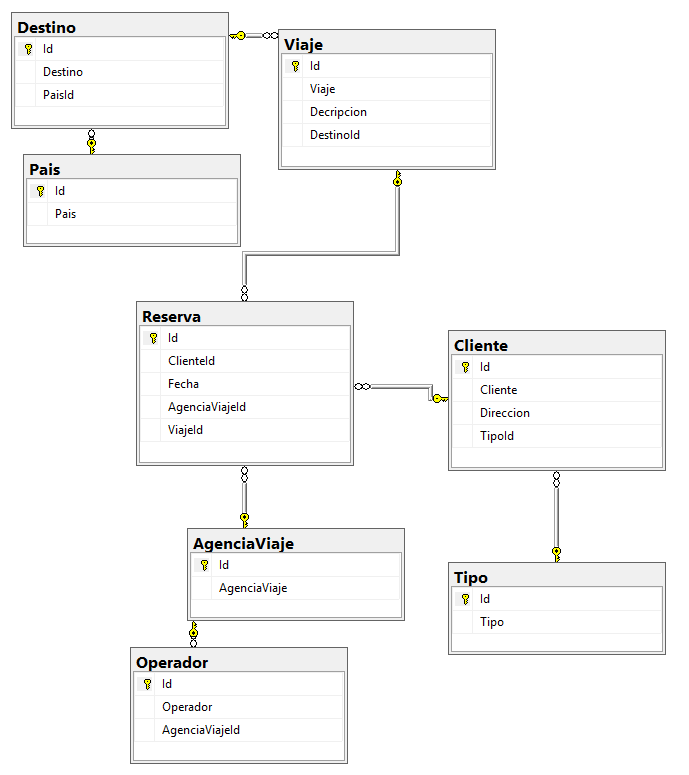 Destino
Id
Destino
PaisId
Viaje
Id
Viaje
Decripcion
DestinoId
Pais
Id
Pais
Reserva
Id
ClienteId
Fecha
AgenciaViajeId
ViajeId
Cliente
Id
Cliente
Direccion
TipoId
AgenciaViaje
Id
AgenciaViaje
Tipo
Id
Tipo
Operador
Id
Operador
AgenciaViajeId